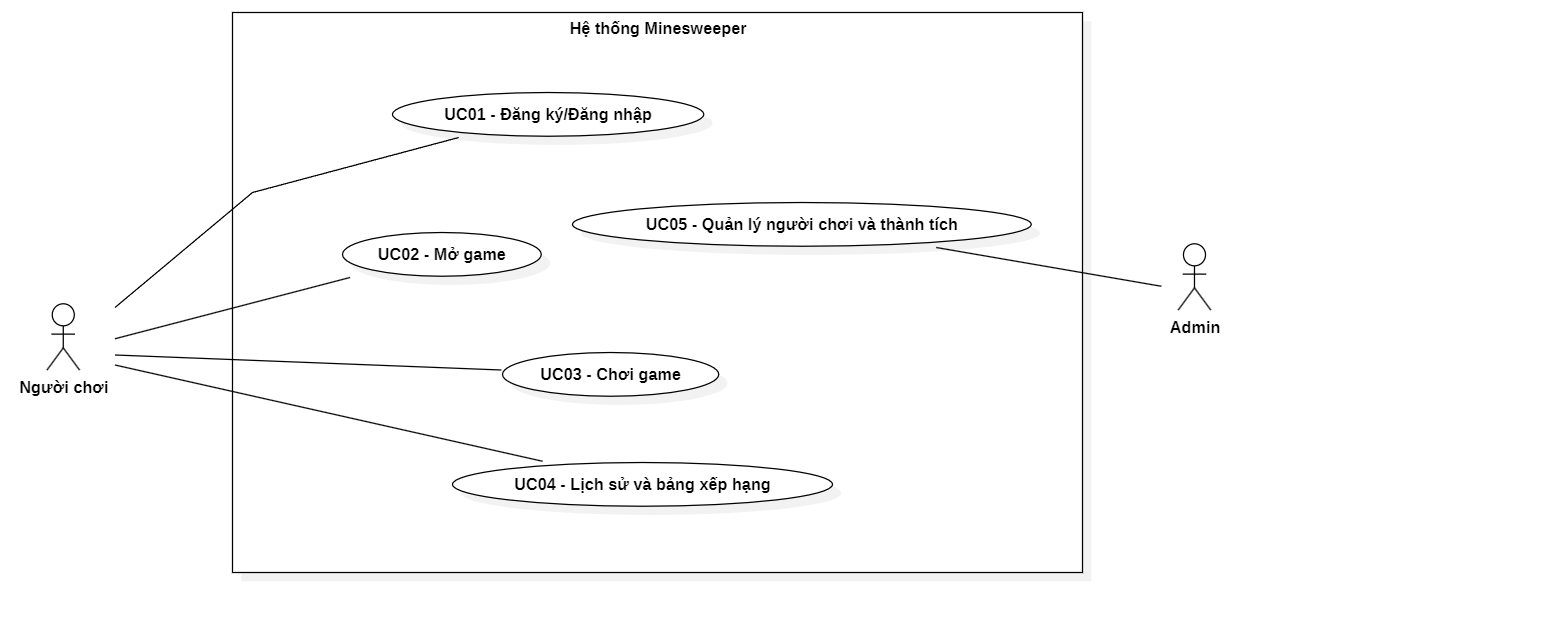 Hệ thống Minesweeper
UC01 - Đăng ký/Đăng nhập
UC05 - Quản lý người chơi và thành tích
UC02 - Mở game
Admin
UC03 - Chơi game
Người chơi
UC04 - Lịch sử và bảng xếp hạng